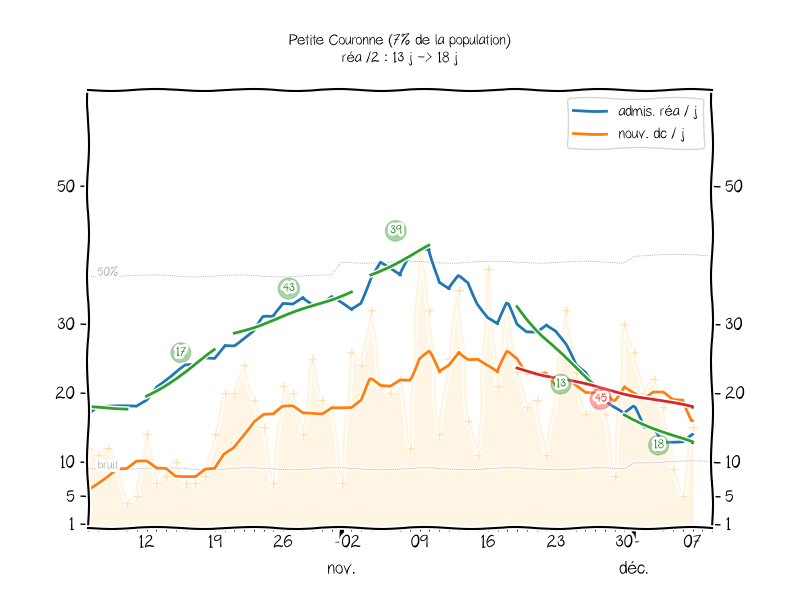 Petite Couronne (7% de la population)
réa /2 : 13 j -> 18 j
admis. réa / j
nouv. dc / j
50
50
39
50%
43
30
30
17
13
20
20
45
18
bruit
10
10
5
5
1
1
12 19 26 02 09 16 23 30 07
nov. déc.